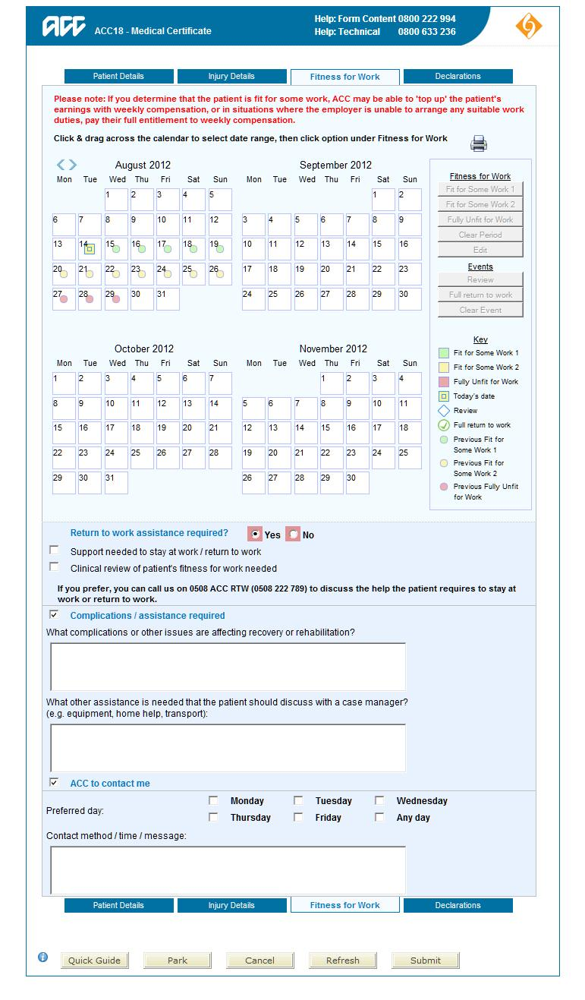 ACC ACC18 - Medical Certificate
Help: Form Content 0800 222 994
Help: Technical 0800 633 236
Patient Details Injury Details Fitness for Work Declarations
Please note: If you determine that the patient is fit for some work, ACC may be able to 'top up' the patient's
earnings with weekly compensation, or in situations where the employer is unable to arrange any suitable work
duties, pay their full entitlement to weekly compensation.
Click & drag across the calendar to select date range, then click option under Fitness for Work
August 2012
Mon Tue Wed Thu Fri Sat Sun
1 2 3 4 5
6 7 8 9 10 11 12
13 14 15 16 17 18 19
20 21 22 23 24 25 26
27 28 29 30 31
September 2012
Mon Tue Wed Thu Fri Sat Sun
1 2
3 4 5 6 7 8 9
10 11 12 13 14 15 16
17 18 19 20 21 22 23
24 25 26 27 28 29 30
October 2012
Mon Tue Wed Thu Fri Sat Sun
1 2 3 4 5 6 7
8 9 10 11 12 13 14
15 16 17 18 19 20 21
22 23 24 25 26 27 28
29 30 31
November 2012
Mon Tue Wed Thu Fri Sat Sun
1 2 3 4
5 6 7 8 9 10 11
12 13 14 15 16 17 18
19 20 21 22 23 24 25
26 27 28 29 30
Fitness for Work
Fit for Some Work 1
Fit for Some Work 2
Fully Unfit for Work
Clear Period
Edit
Events
Review
Full return to work
Clear Event
Key
Fit for Some Work 1
Fit for Some Work 2
Fully Unfit for Work
Today's date
Review
Full return to work
Previous Fit for
Some Work 1
Previous Fit for
Some Work 2
Previous Fully Unfit
for Work
Return to work assistance required? Yes No
Support needed to stay at work / return to work
Clinical review of patient's fitness for work needed
If you prefer, you can call us on 0508 ACC RTW (0508 222 789) to discuss the help the patient requires to stay at
work or return to work.
Complications / assistance required
What complications or other issues are affecting recovery or rehabilitation?
What other assistance is needed that the patient should discuss with a case manager?
(e.g. equipment, home help, transport):
ACC to contact me
Preferred day:
Monday Tuesday Wednesday
Thursday Friday Any day
Contact method / time / message:
Patient Details Injury Details Fitness for Work Declarations
Quick Guide Park Cancel Refresh Submit